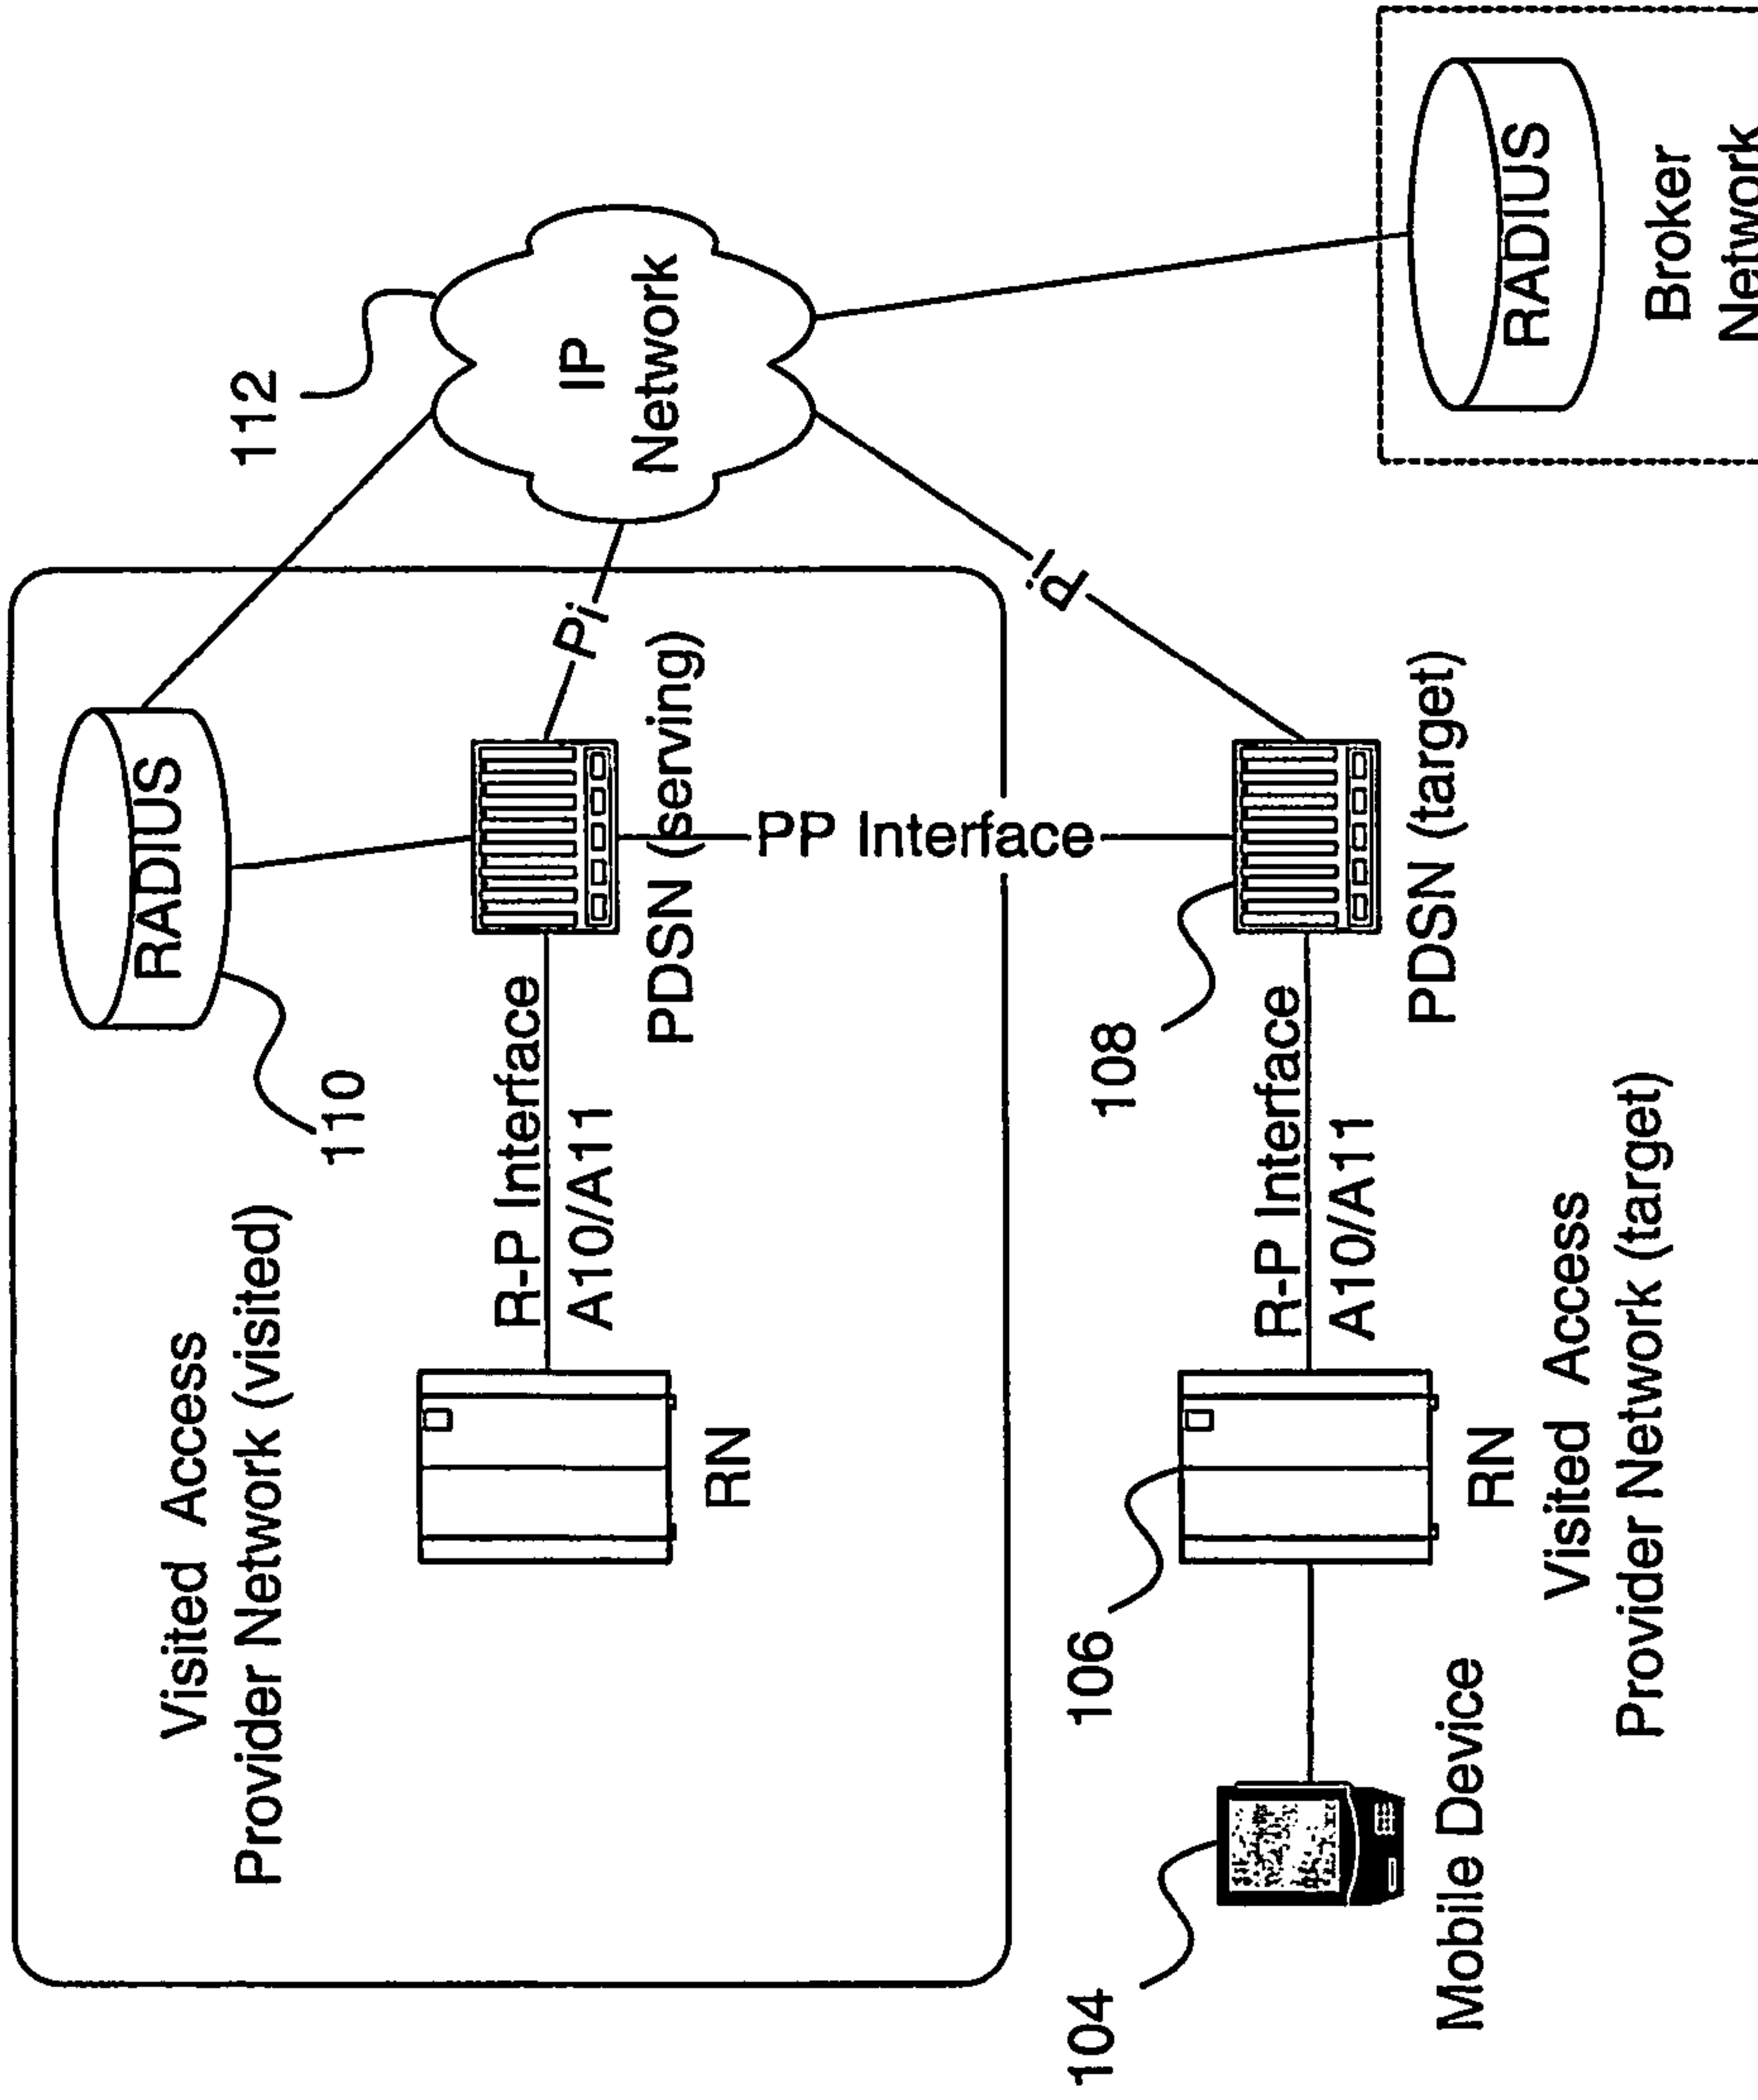 Visited Access
Provider Network (visited)
RADIUS
110
112
R-P Interface
A10/A11
RN
PDSN (serving)
Pi
IP
Network
PP Interface
Pi
104
Mobile Device
106
RN
R-P Interface
A10/A11
108
PDSN (target)
Visited Access
Provider Network (target)
RADIUS
Broker
Network